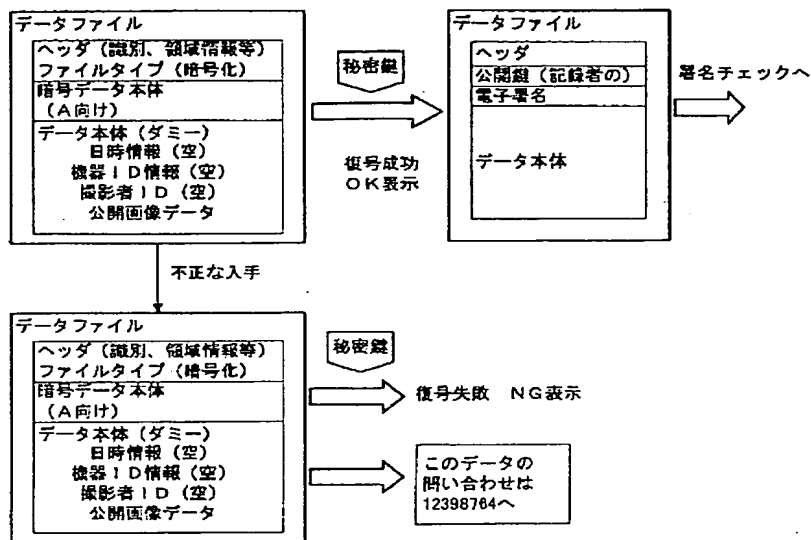 データファイル
ヘッダ（識別、領域情報等）
ファイルタイプ（暗号化）
暗号データ本体
（Ａ向け）
データ本体（ダミー）
日時情報（空）
機器ＩＤ情報（空）
撮影者ＩＤ（空）
公開画像データ
秘密鍵
復号成功
ＯＫ表示
データファイル
ヘッダ
公開鍵（記録者の）
電子署名
データ本体
署名チェックへ
不正な入手
データファイル
ヘッダ（識別、領域情報等）
ファイルタイプ（暗号化）
暗号データ本体
（Ａ向け）
データ本体（ダミー）
日時情報（空）
機器ＩＤ情報（空）
撮影者ＩＤ（空）
公開画像データ
秘密鍵
復号失敗　ＮＧ表示
このデータの
問い合わせは
12398764へ